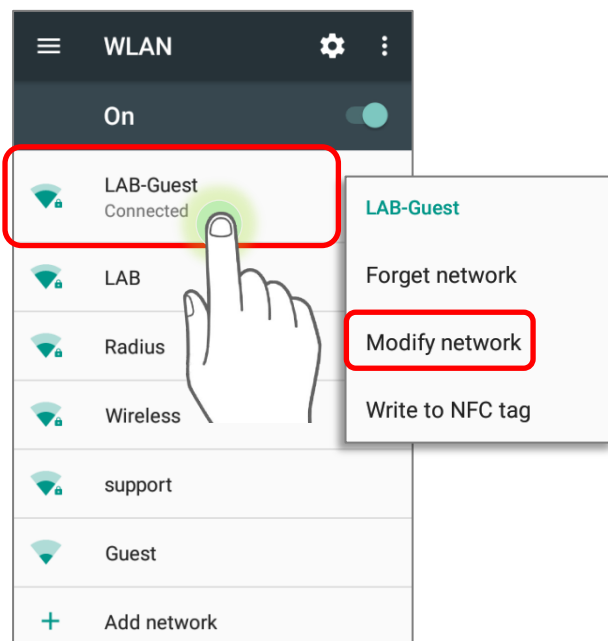 WLAN
On
LAB-Guest
Connected
LAB
Radius
Wireless
support
Guest
Add network
LAB-Guest
Forget network
Modify network
Write to NFC tag